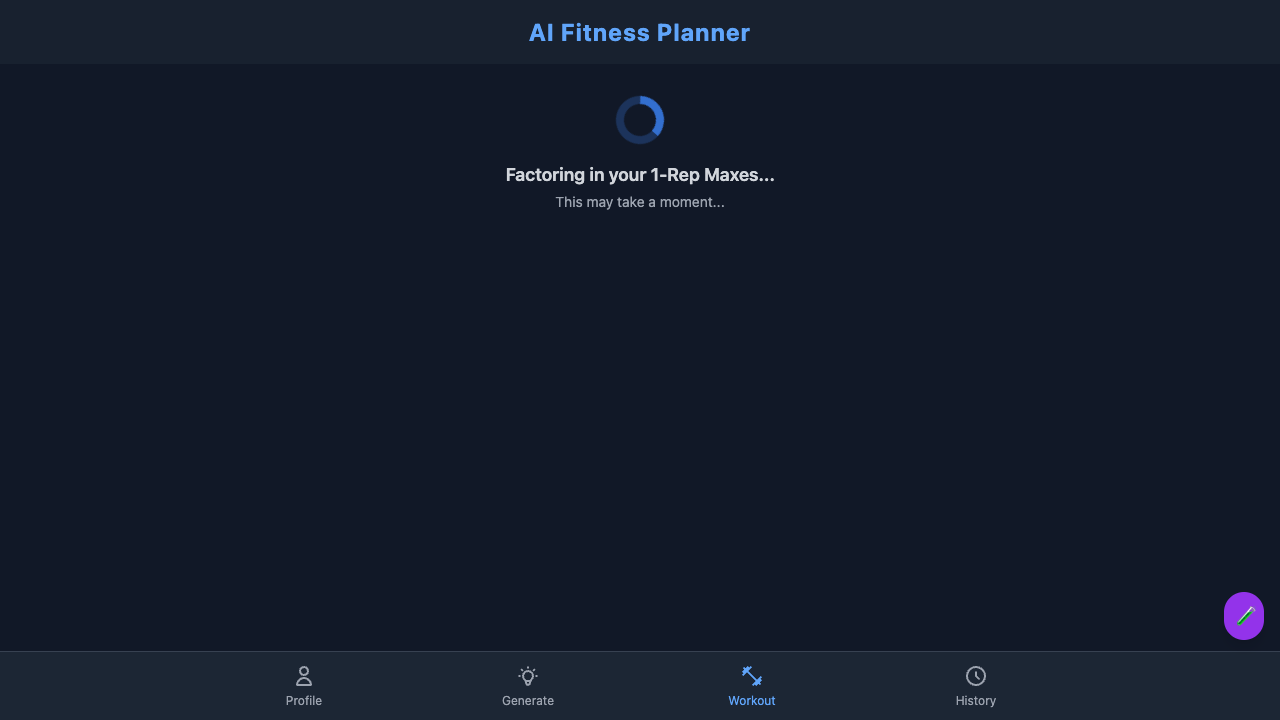 AI Fitness Planner
Factoring in your 1-Rep Maxes...
This may take a moment...
Profile
Generate
Workout
History